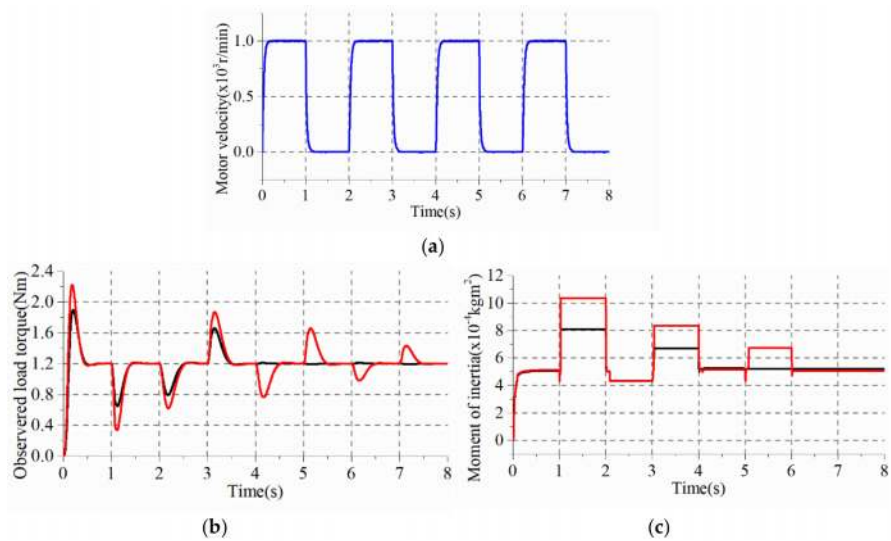 Motor velocity(x10³r/min)
1.0
0.5
0.0
0 1 2 3 4 5 6 7 8
Time(s)
(a)
Observered load torque(Nm)
2.4
2.0
1.6
1.2
0.8
0.4
0.0
0 1 2 3 4 5 6 7 8
Time(s)
(b)
Moment of inertia(x10⁻⁴kgm²)
12
10
8
6
4
2
0
0 1 2 3 4 5 6 7 8
Time(s)
(c)